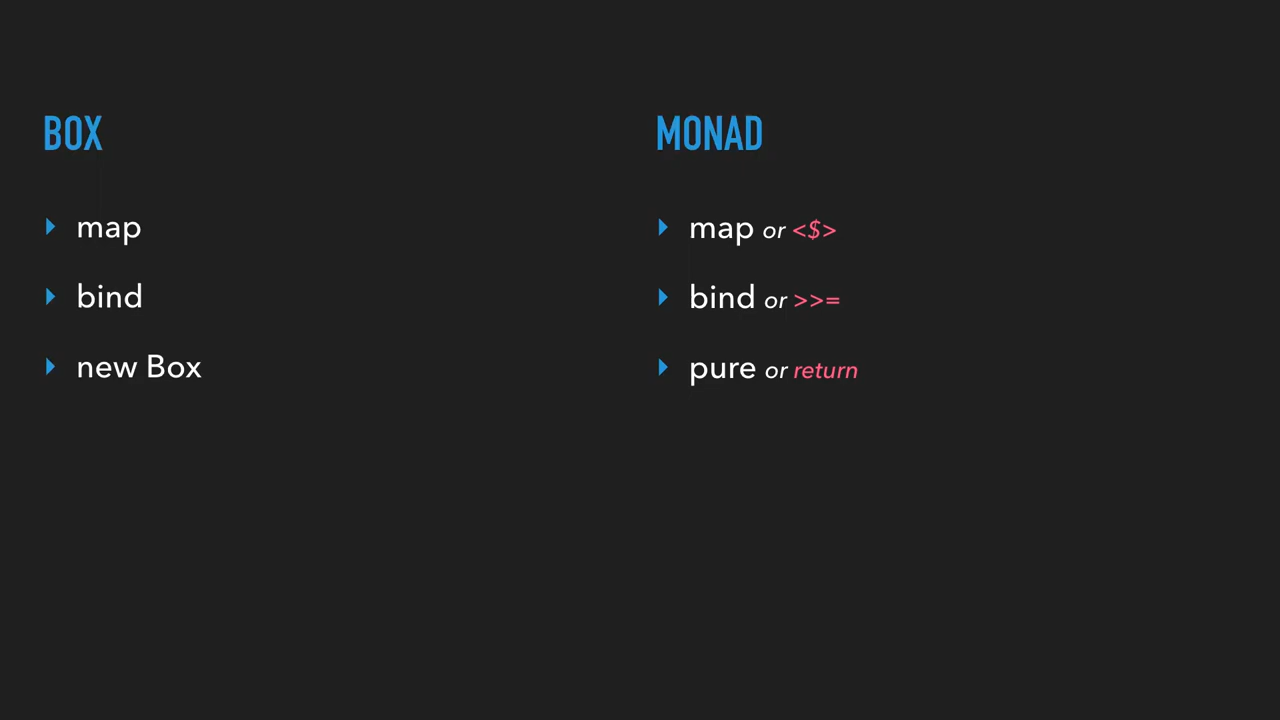 BOX
map
bind
new Box
MONAD
map or <$>
bind or >>=
pure or return